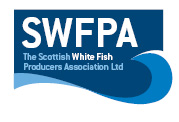 SWFPA
The Scottish White Fish
Producers Association Ltd